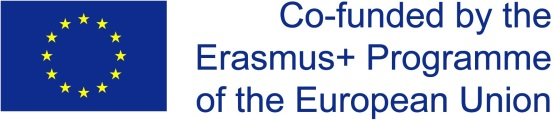 Co-funded by the
Erasmus+ Programme
of the European Union